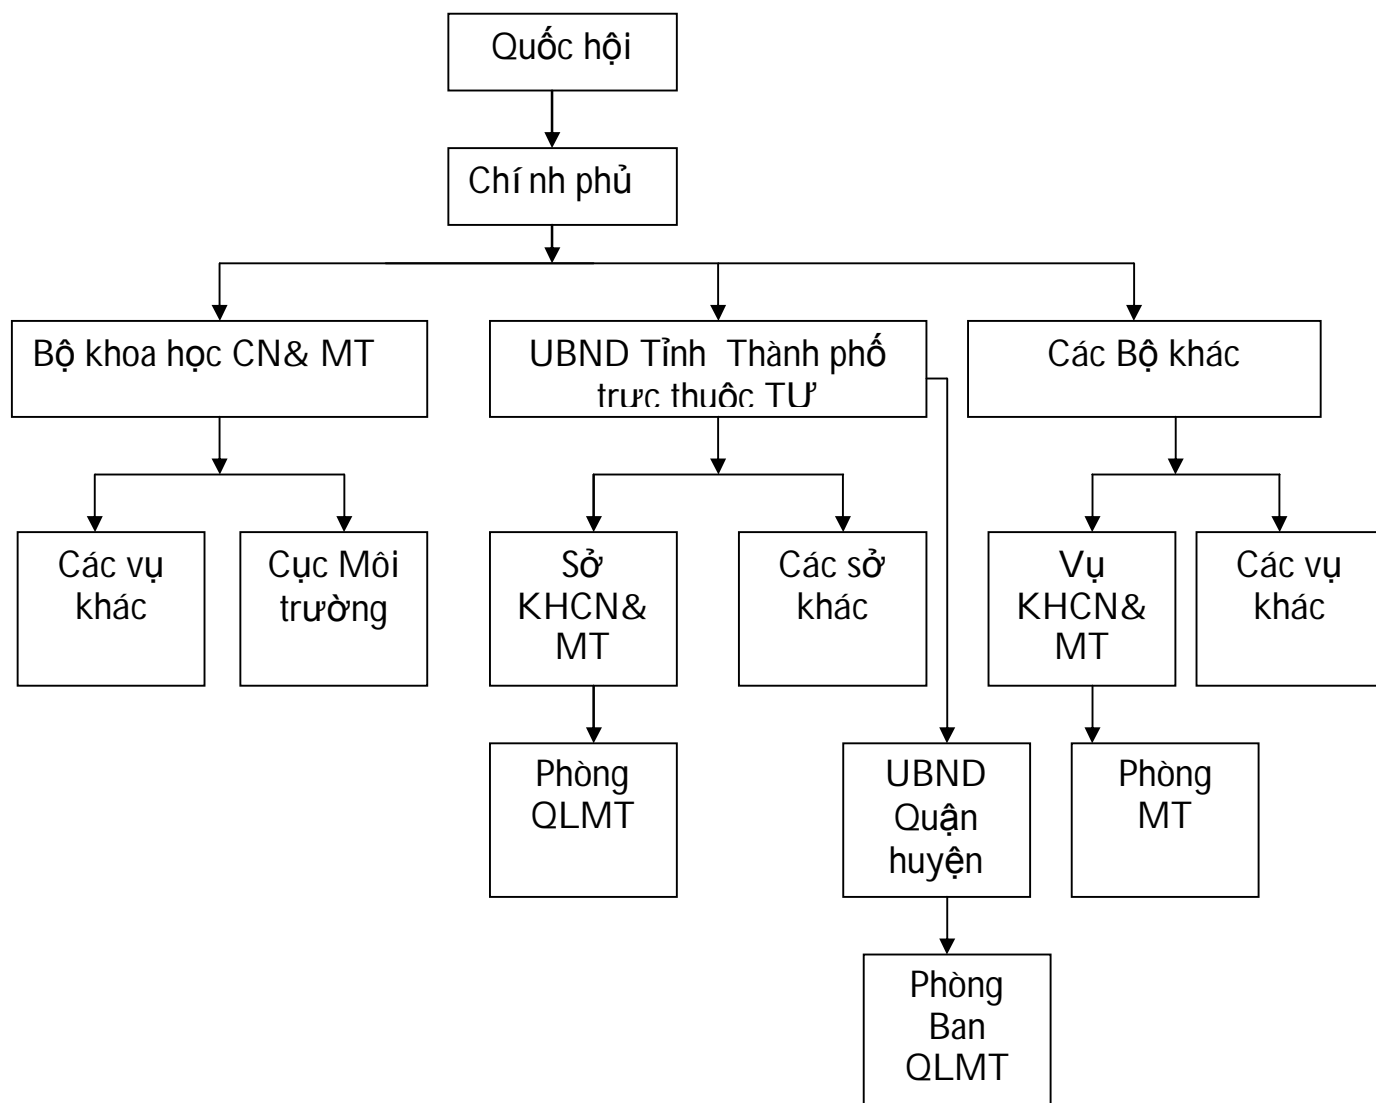 Quốc hội
Chính phủ
Bộ khoa học CN& MT
UBND Tỉnh Thành phố
trực thuộc TƯ
Các Bộ khác
Các vụ
khác
Cục Môi
trường
Sở
KHCN&
MT
Các sở
khác
Vụ
KHCN&
MT
Các vụ
khác
Phòng
QLMT
UBND
Quận
huyện
Phòng
MT
Phòng
Ban
QLMT